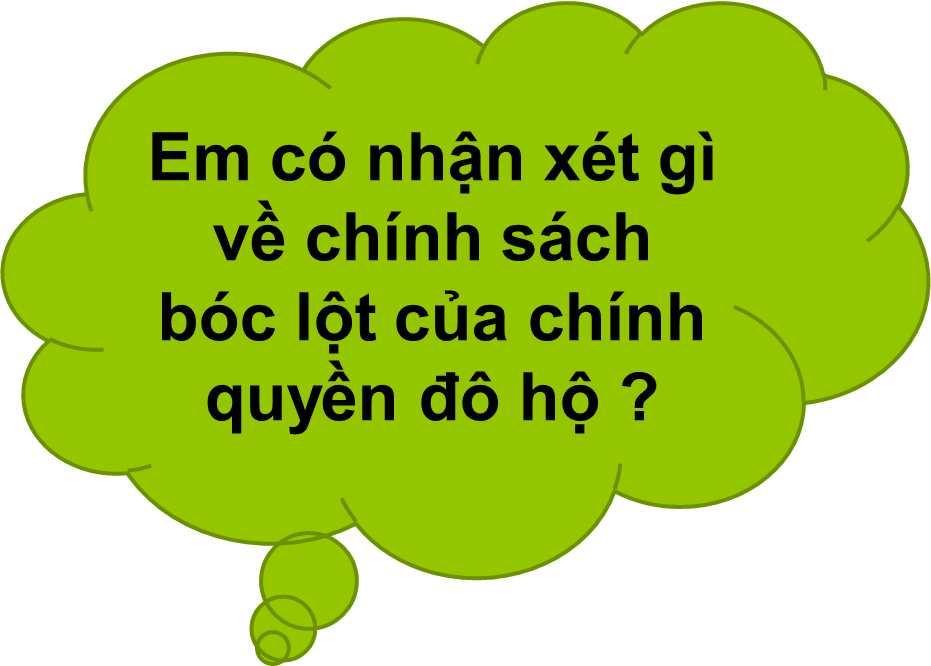 Em có nhận xét gì
về chính sách
bóc lột của chính
quyền đô hộ ?